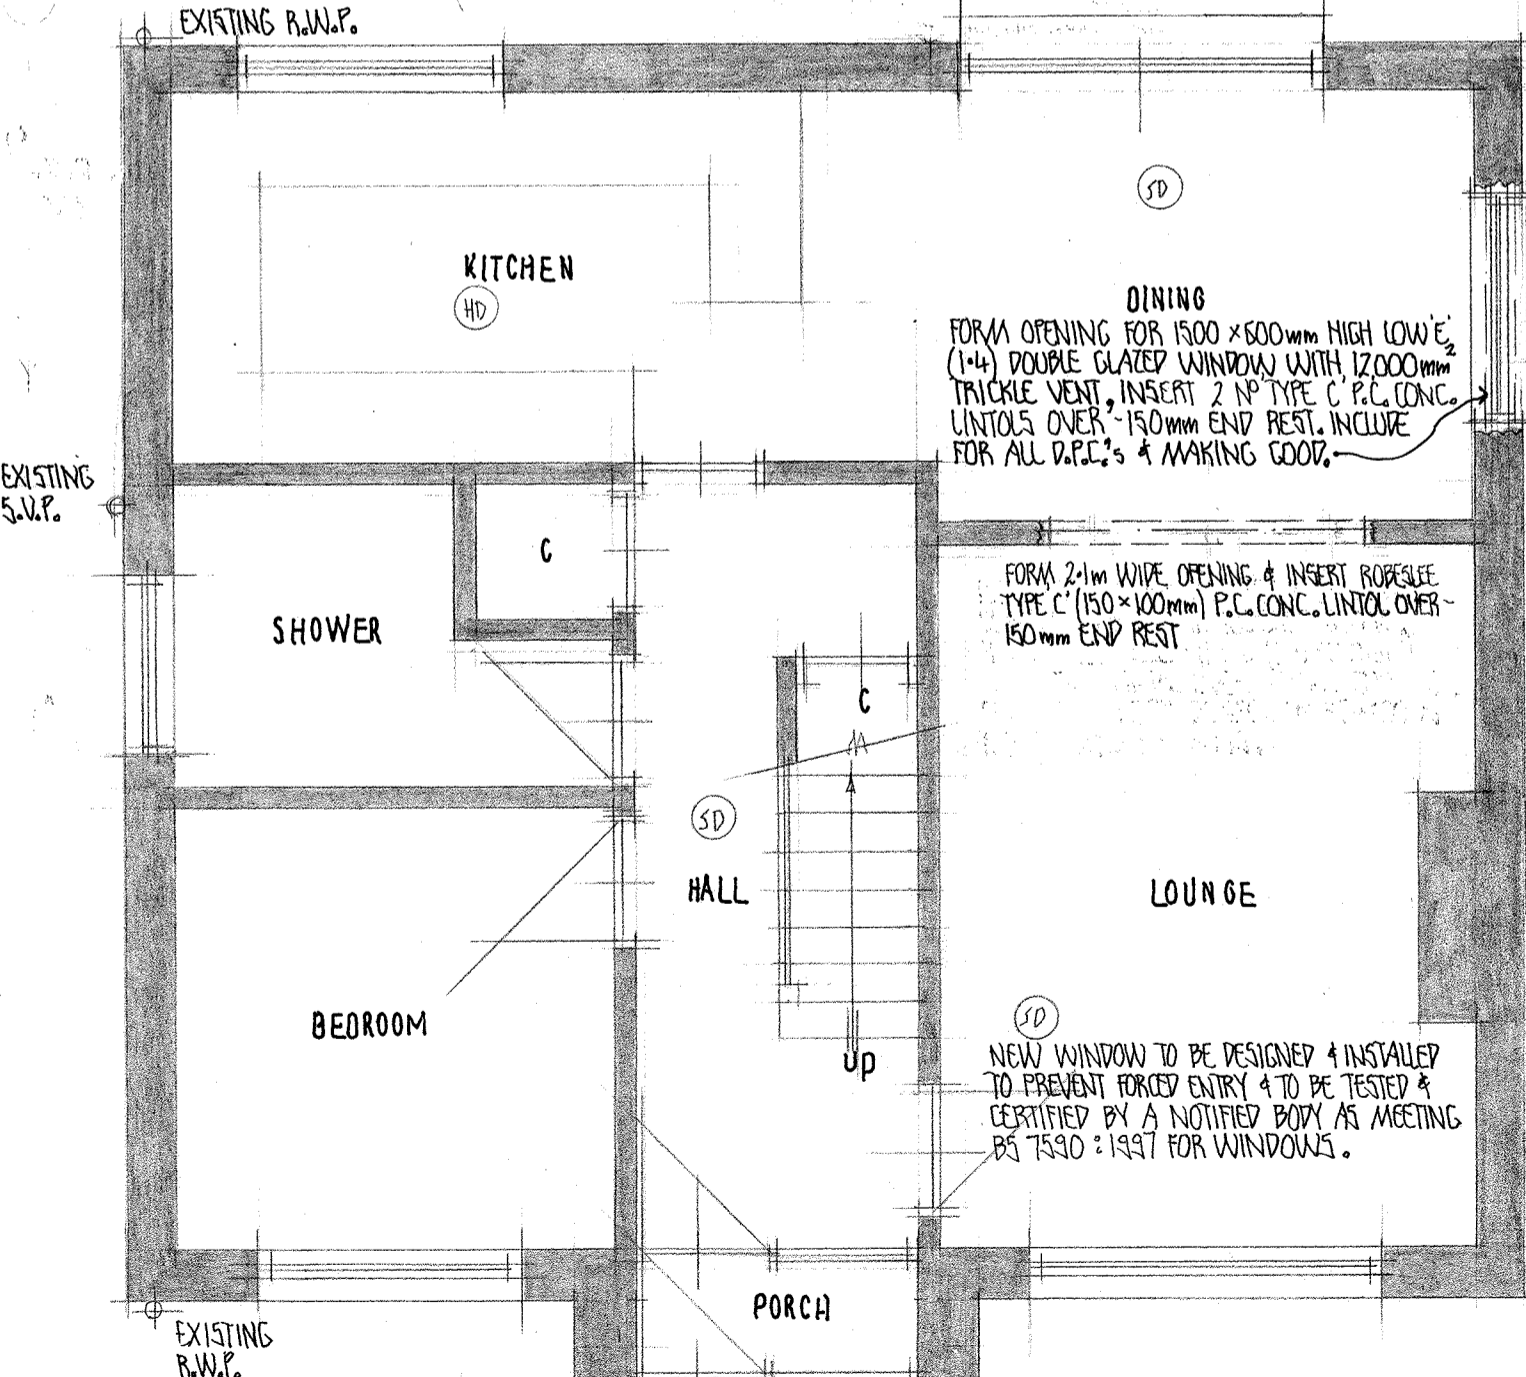 EXISTING R.W.P.
SD
KITCHEN
HD
DINING
FORM OPENING FOR 1500 × 600mm HIGH LOW 'E'
(1·4) DOUBLE GLAZED WINDOW WITH 12,000mm²
TRICKLE VENT, INSERT 2 Nº TYPE 'C' P.C. CONC.
LINTOLS OVER - 150mm END REST. INCLUDE
FOR ALL D.P.C.'s & MAKING GOOD.
EXISTING
S.V.P.
C
FORM 2·1m WIDE OPENING & INSERT ROBESLEE
TYPE 'C' (150 × 100mm) P.C. CONC. LINTOL OVER -
150mm END REST
SHOWER
C
SD
HALL
LOUNGE
BEDROOM
SD
UP
NEW WINDOW TO BE DESIGNED & INSTALLED
TO PREVENT FORCED ENTRY & TO BE TESTED &
CERTIFIED BY A NOTIFIED BODY AS MEETING
BS 7590 : 1997 FOR WINDOWS.
PORCH
EXISTING
R.W.P.